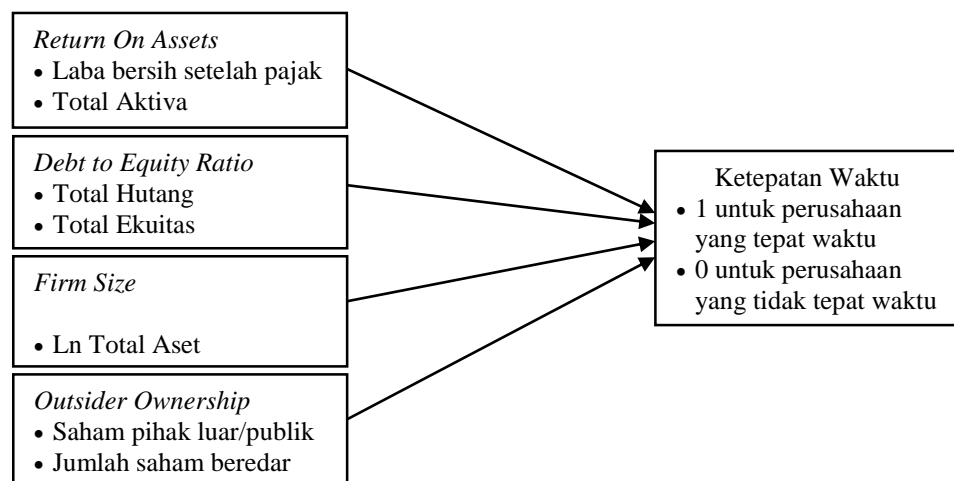 Return On Assets
• Laba bersih setelah pajak
• Total Aktiva
Debt to Equity Ratio
• Total Hutang
• Total Ekuitas
Firm Size
• Ln Total Aset
Outsider Ownership
• Saham pihak luar/publik
• Jumlah saham beredar
Ketepatan Waktu
• 1 untuk perusahaan
yang tepat waktu
• 0 untuk perusahaan
yang tidak tepat waktu